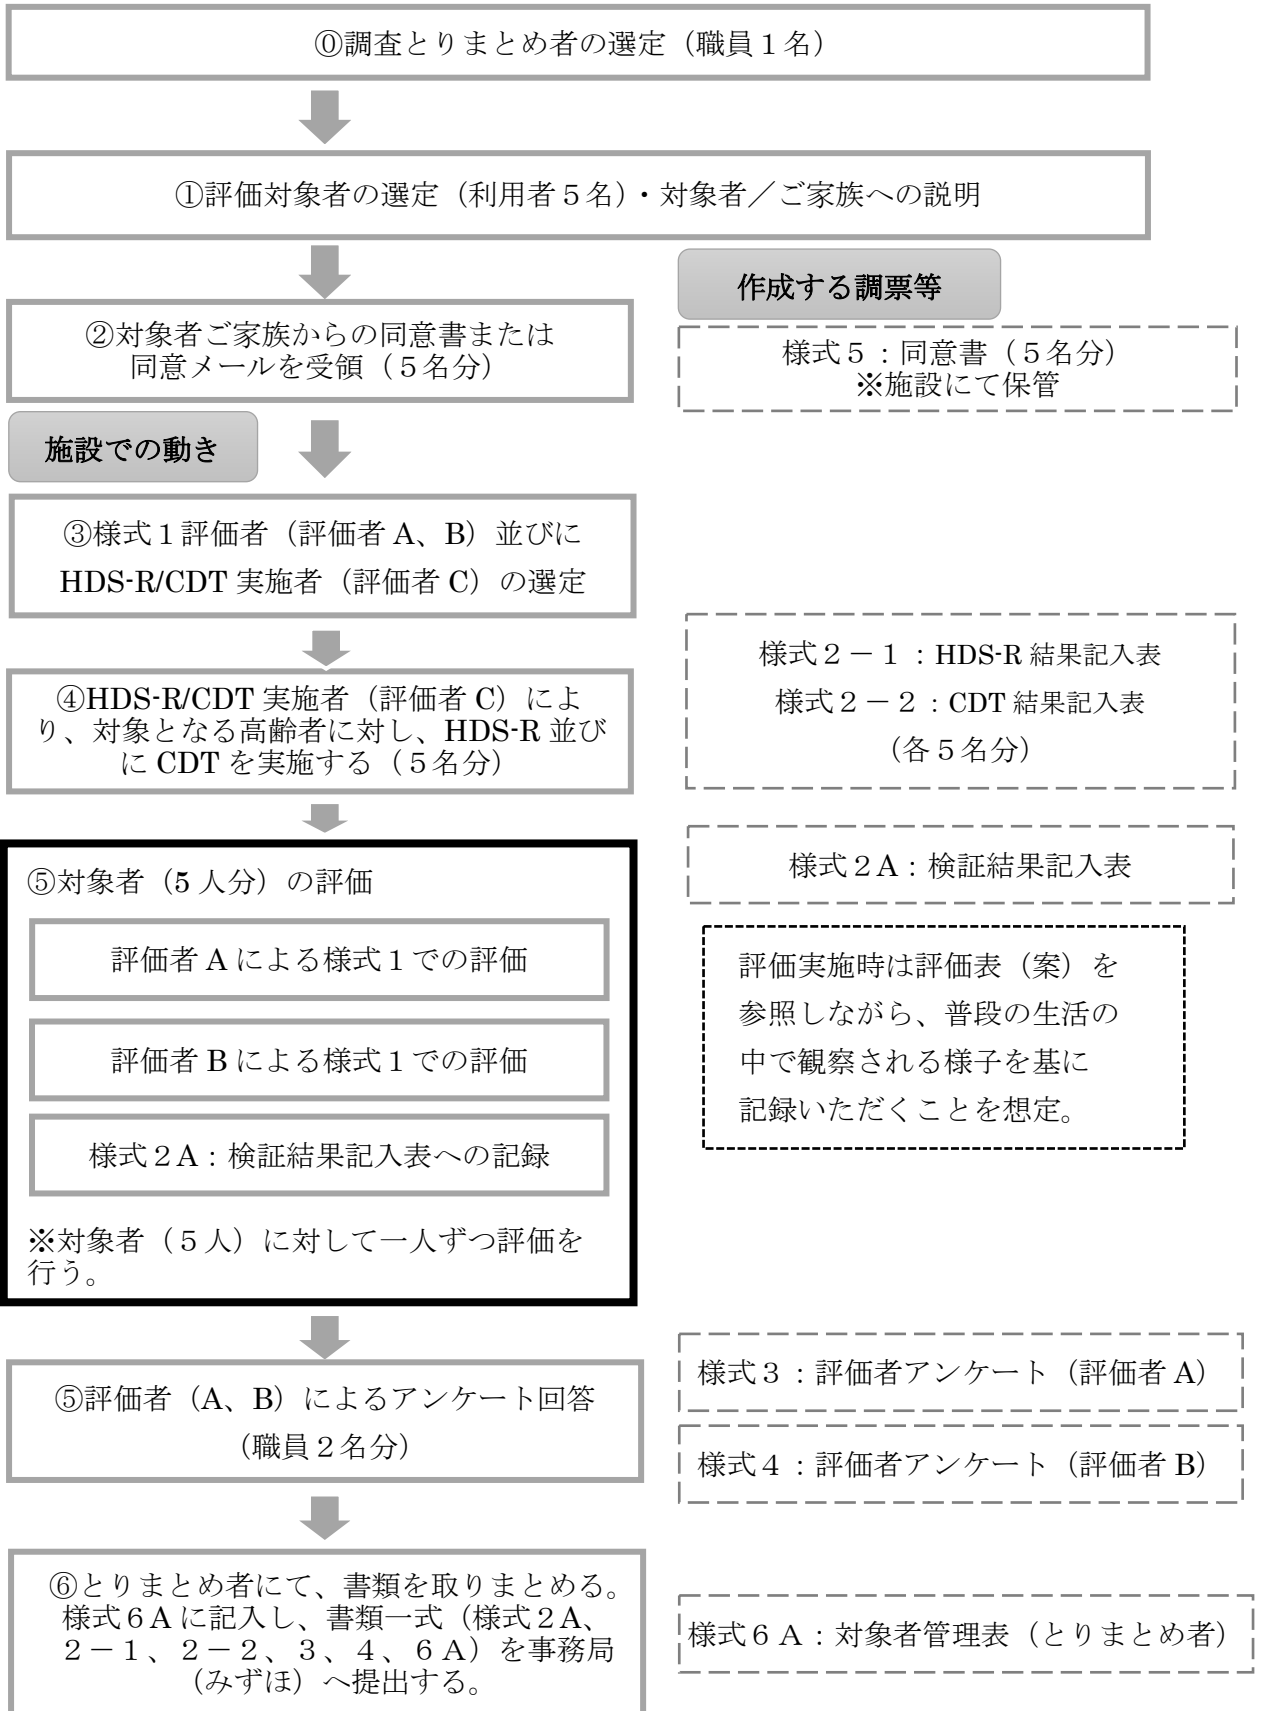 ⓪調査とりまとめ者の選定（職員１名）
①評価対象者の選定（利用者５名）・対象者／ご家族への説明
作成する調票等
②対象者ご家族からの同意書または
同意メールを受領（５名分）
様式５：同意書（５名分）
※施設にて保管
施設での動き
③様式１評価者（評価者 A、B）並びに
HDS-R/CDT 実施者（評価者 C）の選定
④HDS-R/CDT 実施者（評価者 C）によ
り、対象となる高齢者に対し、HDS-R 並び
に CDT を実施する（５名分）
様式２－１：HDS-R 結果記入表
様式２－２：CDT 結果記入表
（各５名分）
⑤対象者（5 人分）の評価
評価者 A による様式１での評価
評価者 B による様式１での評価
様式２A：検証結果記入表への記録
※対象者（５人）に対して一人ずつ評価を
行う。
様式２A：検証結果記入表
評価実施時は評価表（案）を
参照しながら、普段の生活の
中で観察される様子を基に
記録いただくことを想定。
⑤評価者（A、B）によるアンケート回答
（職員２名分）
様式３：評価者アンケート（評価者 A）
様式４：評価者アンケート（評価者 B）
⑥とりまとめ者にて、書類を取りまとめる。
様式６A に記入し、書類一式（様式２A、
２－１、２－２、３、４、６A）を事務局
（みずほ）へ提出する。
様式６A：対象者管理表（とりまとめ者）